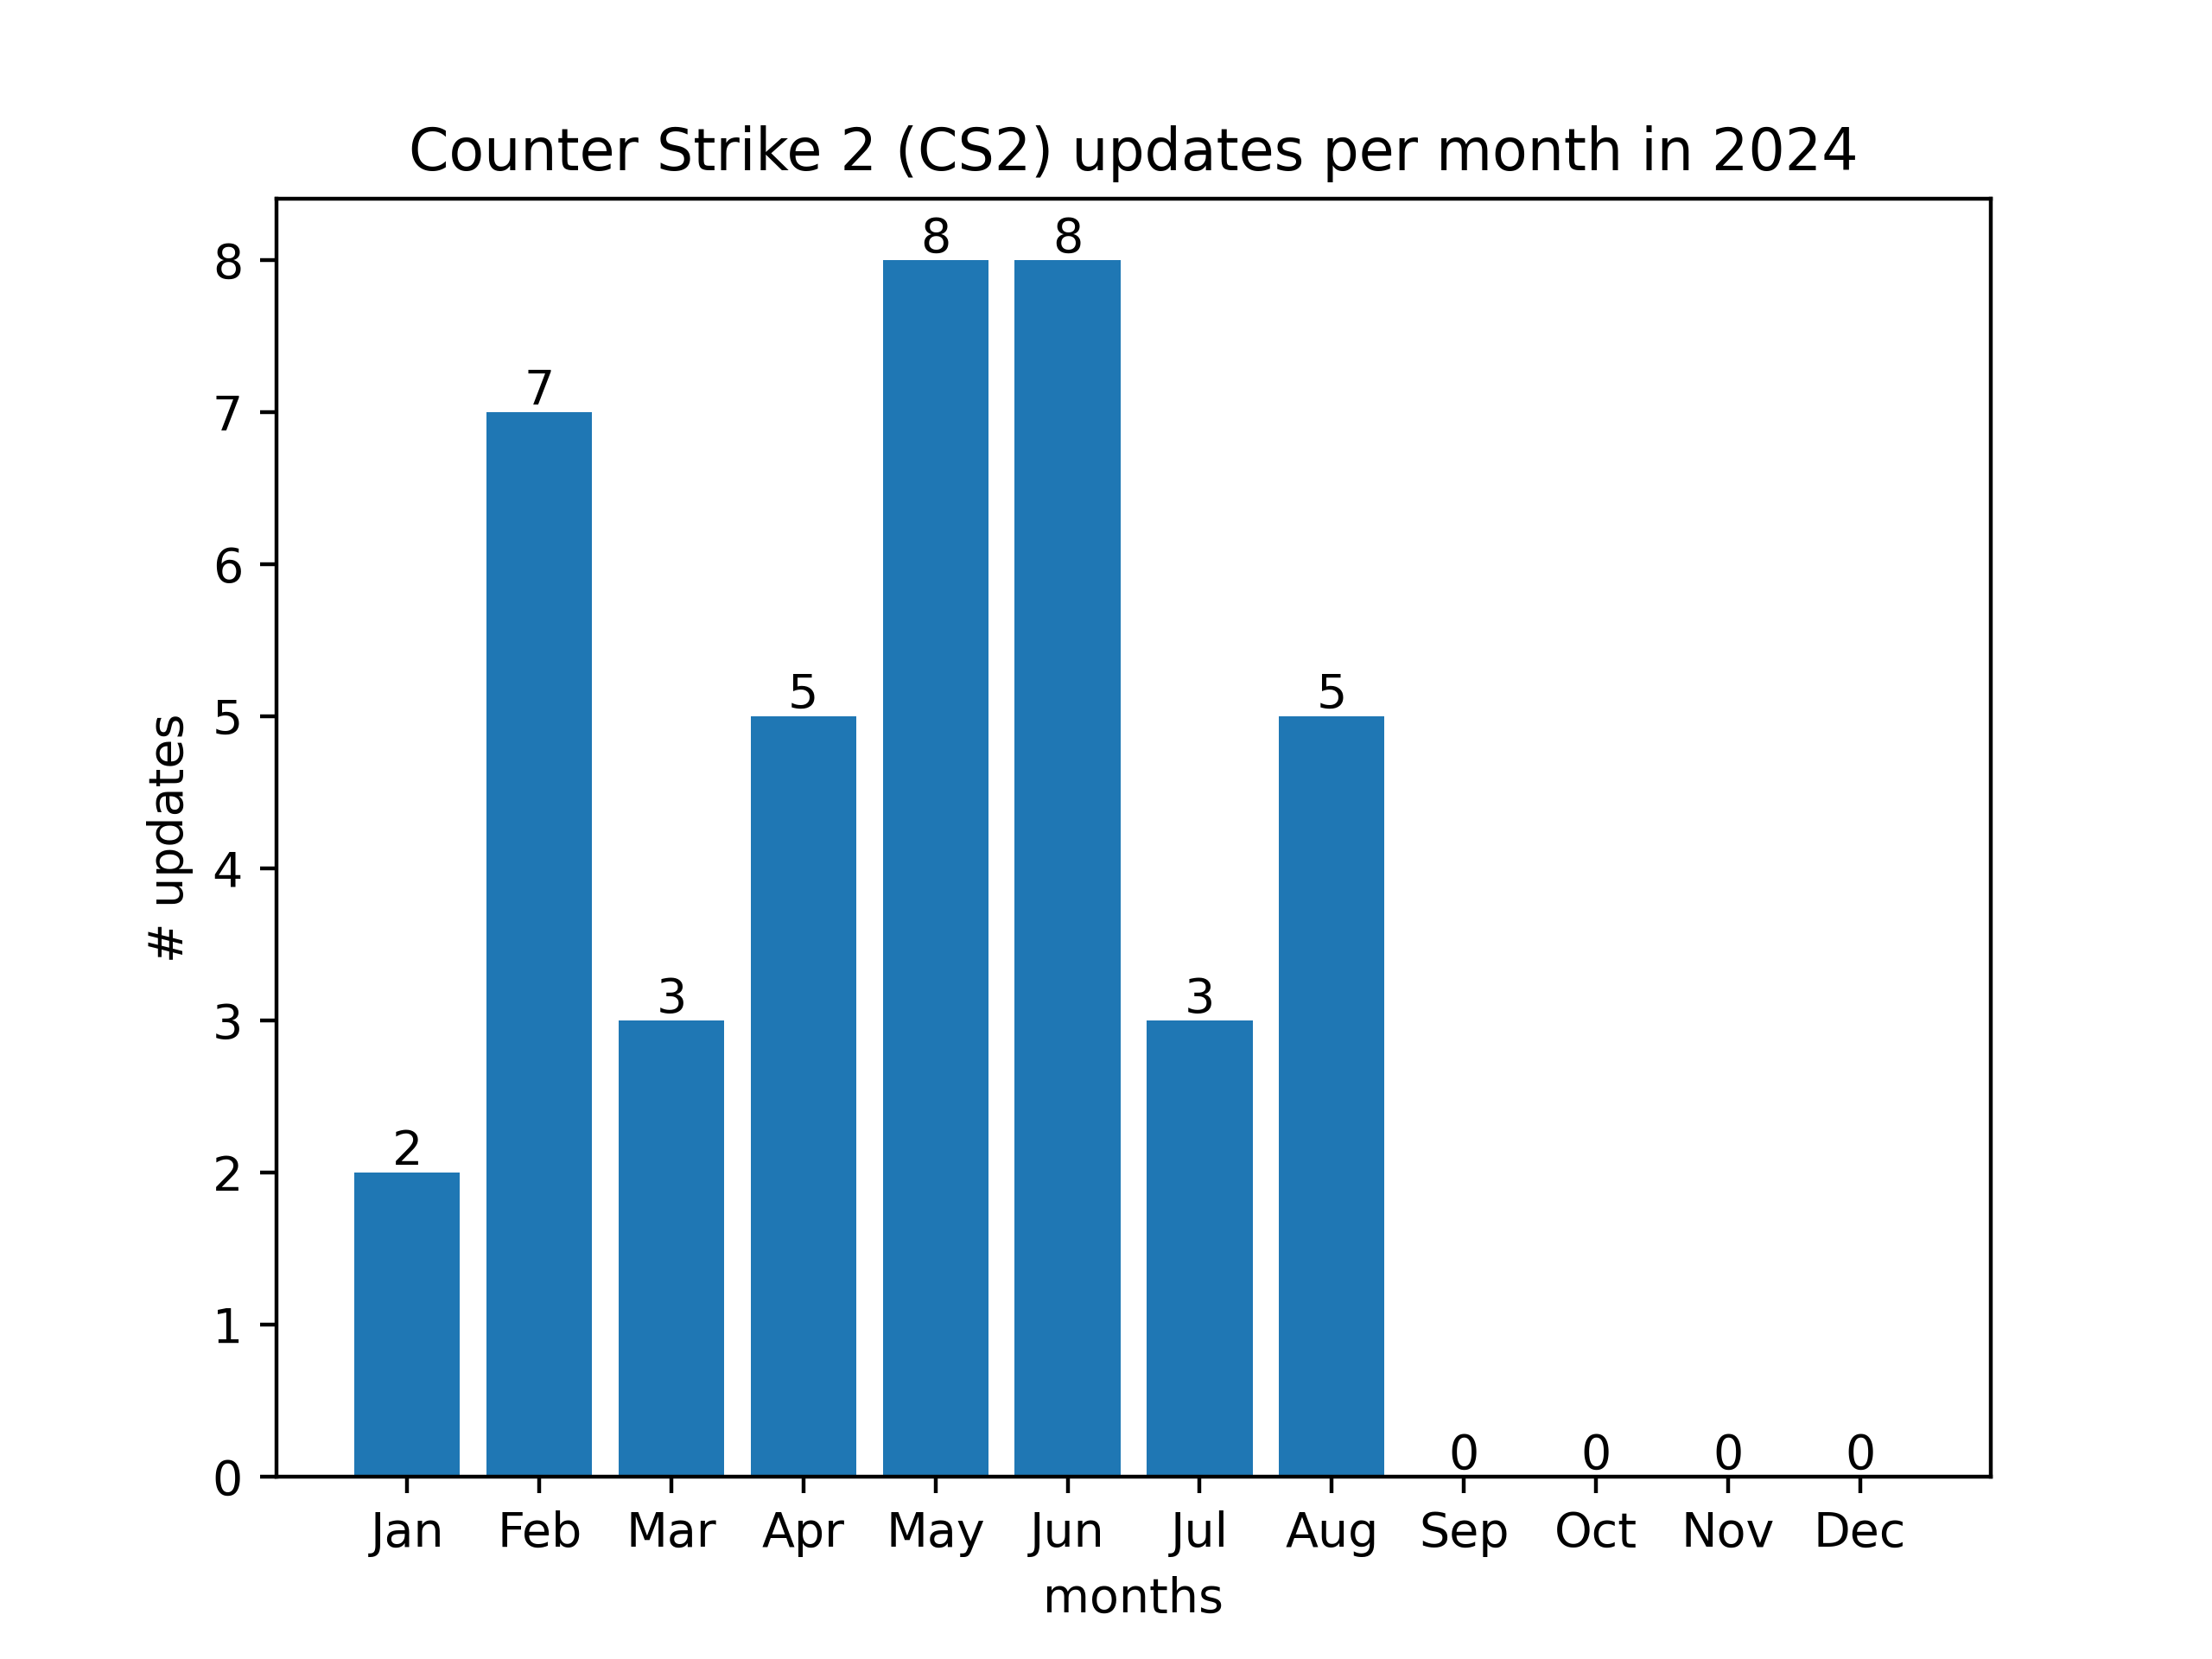 Counter Strike 2 (CS2) updates per month in 2024
8 8
8
7
7
6
5 5
5
# updates
4
3 3
3
2
2
1
0 0 0 0
0
Jan Feb Mar Apr May Jun Jul Aug Sep Oct Nov Dec
months